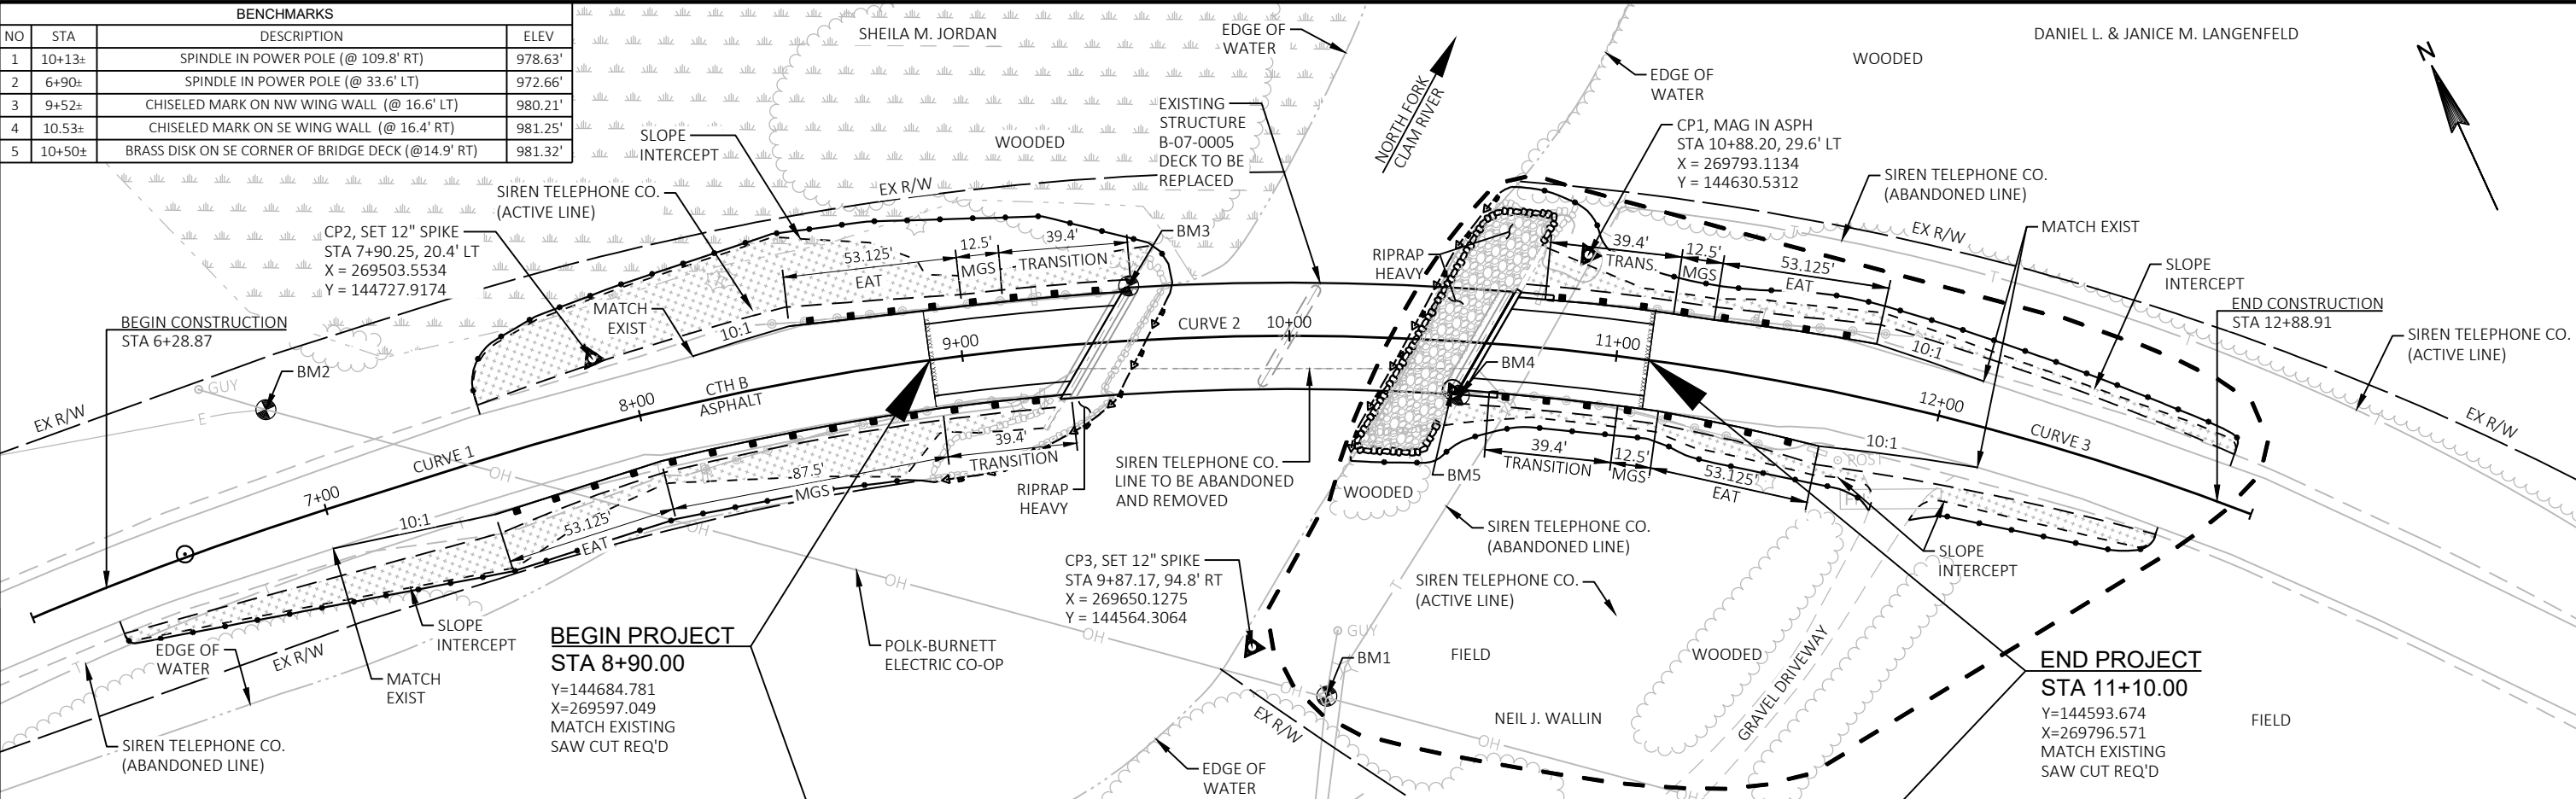 BENCHMARKS
NO STA DESCRIPTION ELEV
1 10+13± SPINDLE IN POWER POLE (@ 109.8' RT) 978.63'
2 6+90± SPINDLE IN POWER POLE (@ 33.6' LT) 972.66'
3 9+52± CHISELED MARK ON NW WING WALL (@ 16.6' LT) 980.21'
4 10.53± CHISELED MARK ON SE WING WALL (@ 16.4' RT) 981.25'
5 10+50± BRASS DISK ON SE CORNER OF BRIDGE DECK (@14.9' RT) 981.32'
SHEILA M. JORDAN
EDGE OF
WATER
DANIEL L. & JANICE M. LANGENFELD
WOODED
N
EDGE OF
WATER
NORTH FORK
CLAM RIVER
EXISTING
STRUCTURE
B-07-0005
DECK TO BE
REPLACED
SLOPE
INTERCEPT
WOODED
EX R/W
CP1, MAG IN ASPH
STA 10+88.20, 29.6' LT
X = 269793.1134
Y = 144630.5312
SIREN TELEPHONE CO.
(ABANDONED LINE)
MATCH EXIST
EX R/W
SIREN TELEPHONE CO.
(ACTIVE LINE)
CP2, SET 12" SPIKE
STA 7+90.25, 20.4' LT
X = 269503.5534
Y = 144727.9174
53.125'
EAT
12.5'
MGS
39.4'
TRANSITION
BM3
RIPRAP
HEAVY
39.4'
TRANS.
12.5'
MGS
53.125'
EAT
SLOPE
INTERCEPT
END CONSTRUCTION
STA 12+88.91
SIREN TELEPHONE CO.
(ACTIVE LINE)
BEGIN CONSTRUCTION
STA 6+28.87
MATCH
EXIST
10:1
9+00
CURVE 2
10+00
11+00
10:1
BM2
GUY
E
EX R/W
CTH B
ASPHALT
8+00
BM4
12+00
CURVE 3
EX R/W
T
T
CURVE 1
OH
7+00
10:1
T
53.125'
EAT
87.5'
MGS
39.4'
TRANSITION
OH
RIPRAP
HEAVY
SIREN TELEPHONE CO.
LINE TO BE ABANDONED
AND REMOVED
WOODED
BM5
39.4'
TRANSITION
12.5'
MGS
53.125'
EAT
10:1
SIREN TELEPHONE CO.
(ABANDONED LINE)
SLOPE
INTERCEPT
OH
CP3, SET 12" SPIKE
STA 9+87.17, 94.8' RT
X = 269650.1275
Y = 144564.3064
SIREN TELEPHONE CO.
(ACTIVE LINE)
T
SLOPE
INTERCEPT
EDGE OF
WATER
EX R/W
T
MATCH
EXIST
BEGIN PROJECT
STA 8+90.00
Y=144684.781
X=269597.049
MATCH EXISTING
SAW CUT REQ'D
POLK-BURNETT
ELECTRIC CO-OP
OH
GUY
BM1
FIELD
WOODED
GRAVEL DRIVEWAY
END PROJECT
STA 11+10.00
Y=144593.674
X=269796.571
MATCH EXISTING
SAW CUT REQ'D
FIELD
OH
EX R/W
NEIL J. WALLIN
OH
SIREN TELEPHONE CO.
(ABANDONED LINE)
EDGE OF
WATER
OH